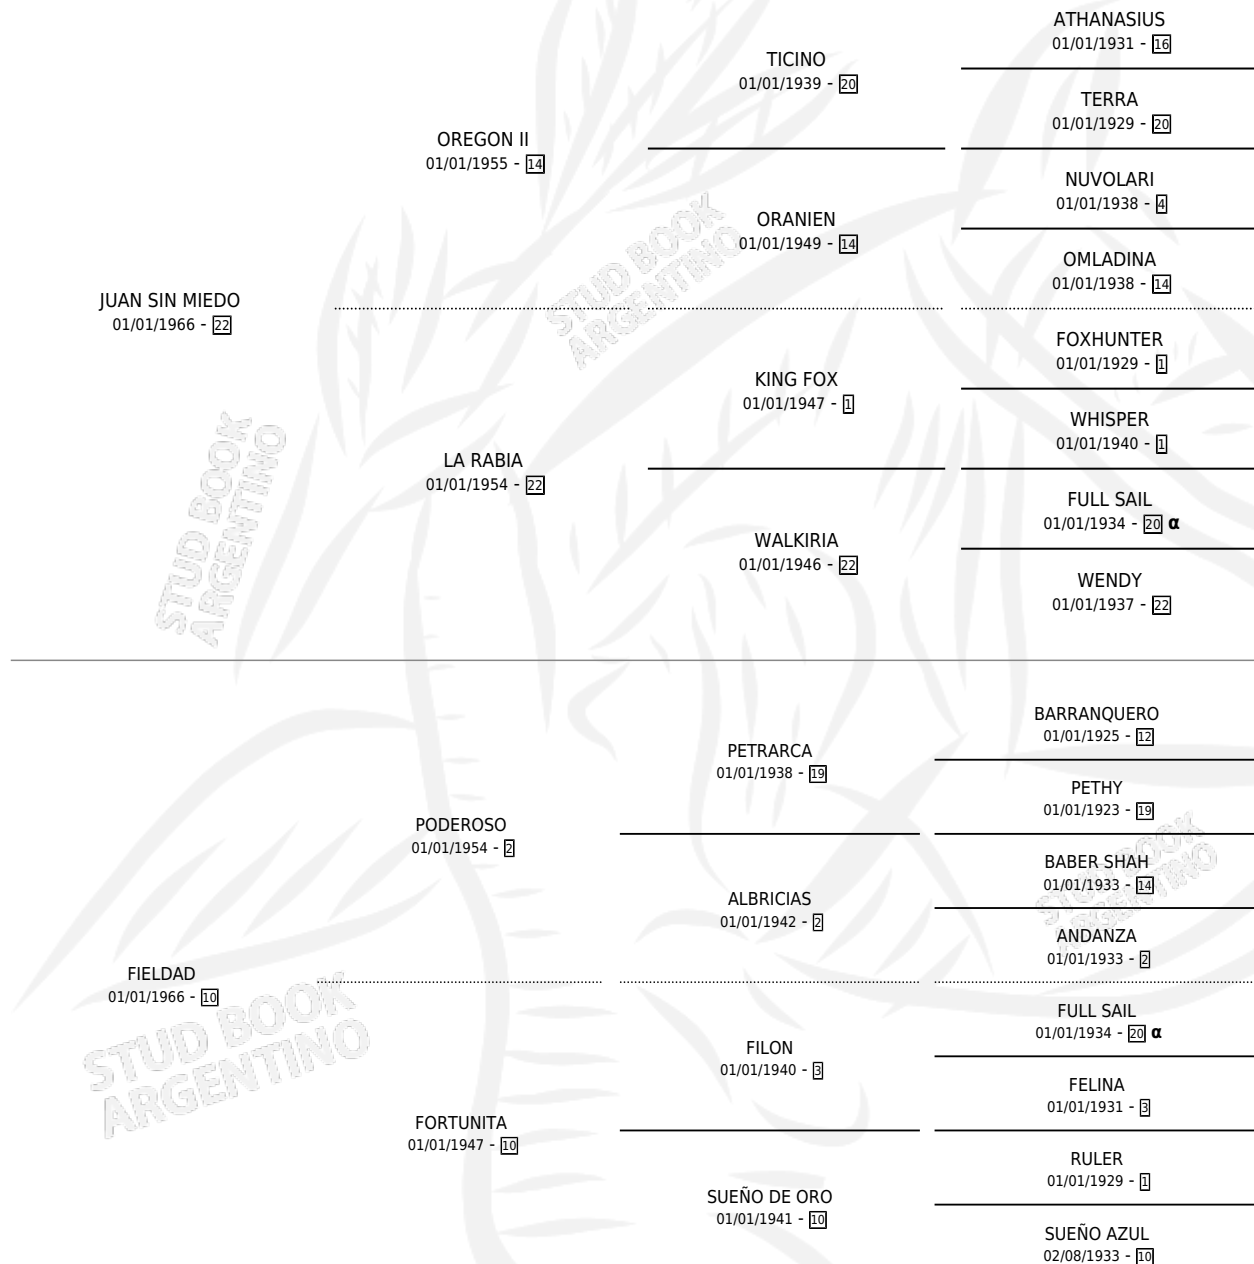 ATHANASIUS
01/01/1931 - 16
TICINO
01/01/1939 - 20
TERRA
01/01/1929 - 20
OREGON II
01/01/1955 - 14
NUVOLARI
01/01/1938 - 4
ORANIEN
01/01/1949 - 14
OMLADINA
01/01/1938 - 14
JUAN SIN MIEDO
01/01/1966 - 22
FOXHUNTER
01/01/1929 - 1
KING FOX
01/01/1947 - 1
WHISPER
01/01/1940 - 1
LA RABIA
01/01/1954 - 22
FULL SAIL
01/01/1934 - 20 α
WALKIRIA
01/01/1946 - 22
WENDY
01/01/1937 - 22
STUD BOOK
ARGENTINO
STUD BOOK
ARGENTINO
BARRANQUERO
01/01/1925 - 12
PETRARCA
01/01/1938 - 19
PETHY
01/01/1923 - 19
PODEROSO
01/01/1954 - 2
BABER SHAH
01/01/1933 - 14
ALBRICIAS
01/01/1942 - 2
ANDANZA
01/01/1933 - 2
FIELDAD
01/01/1966 - 10
FULL SAIL
01/01/1934 - 20 α
FILON
01/01/1940 - 3
FELINA
01/01/1931 - 3
FORTUNITA
01/01/1947 - 10
RULER
01/01/1929 - 1
SUEÑO DE ORO
01/01/1941 - 10
SUEÑO AZUL
02/08/1933 - 10
STUD BOOK
ARGENTINO
STUD BOOK
ARGENTINO